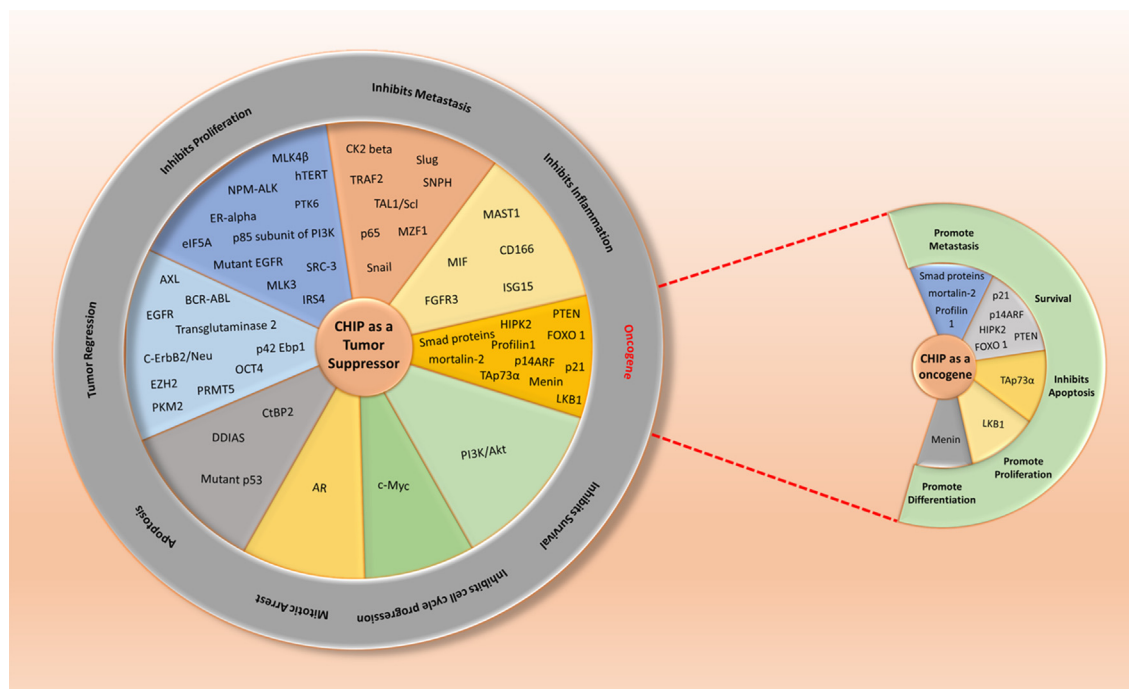 Inhibits Metastasis
Inhibits Proliferation
Inhibits Inflammation
Oncogene
Inhibits Survival
Inhibits cell cycle progression
Mitotic Arrest
Apoptosis
Tumor Regression
CHIP as a
Tumor
Suppressor
CK2 beta
Slug
TRAF2
SNPH
TAL1/Scl
p65
MZF1
Snail
MAST1
CD166
MIF
ISG15
FGFR3
PTEN
HIPK2
FOXO 1
Smad proteins
Profilin1
mortalin-2
p14ARF
p21
TAp73α
Menin
LKB1
PI3K/Akt
c-Myc
AR
CtBP2
DDIAS
Mutant p53
AXL
BCR-ABL
EGFR
Transglutaminase 2
p42 Ebp1
C-ErbB2/Neu
OCT4
EZH2
PRMT5
PKM2
MLK4β
hTERT
NPM-ALK
PTK6
ER-alpha
eIF5A
p85 subunit of PI3K
Mutant EGFR
SRC-3
MLK3
IRS4
Promote
Metastasis
Survival
Inhibits
Apoptosis
Promote
Proliferation
Promote
Differentiation
CHIP as a
oncogene
Smad proteins
mortalin-2
Profilin
1
p21
p14ARF
HIPK2
PTEN
FOXO 1
TAp73α
LKB1
Menin